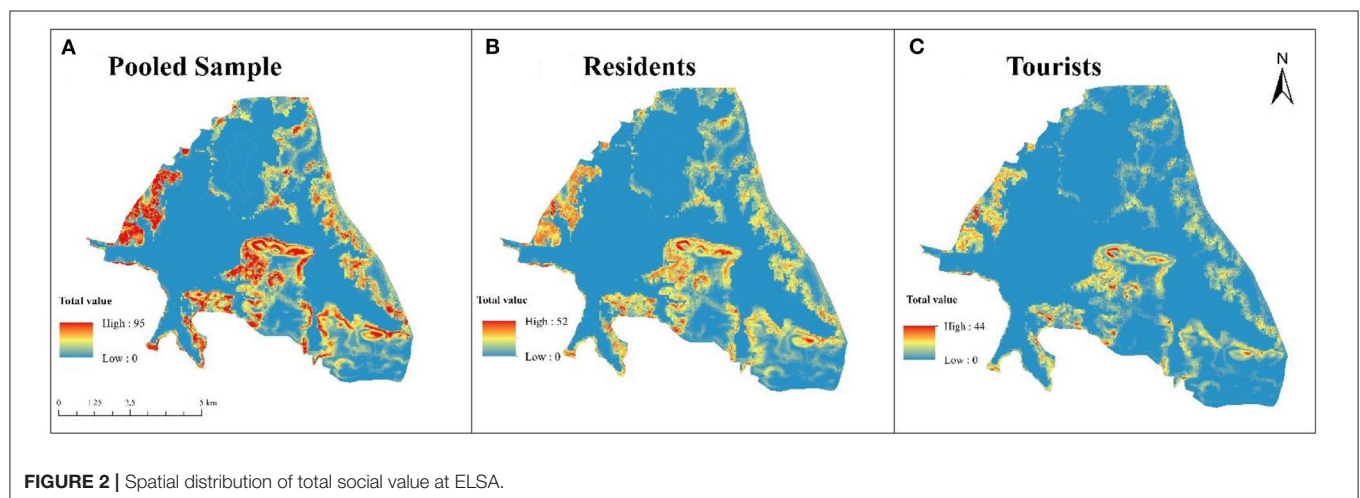 A
Pooled Sample
Total value
High : 95
Low : 0
0 1.25 2.5 5 km
B
Residents
Total value
High : 52
Low : 0
C
Tourists
N
Total value
High : 44
Low : 0
FIGURE 2 | Spatial distribution of total social value at ELSA.